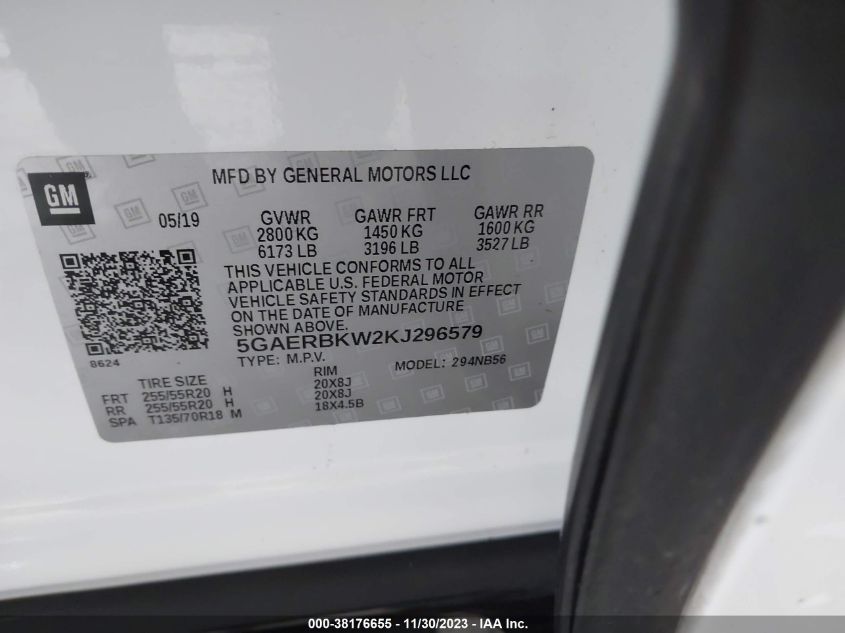 GM
MFD BY GENERAL MOTORS LLC
05/19 GVWR GAWR FRT GAWR RR
2800 KG 1450 KG 1600 KG
6173 LB 3196 LB 3527 LB
THIS VEHICLE CONFORMS TO ALL
APPLICABLE U.S. FEDERAL MOTOR
VEHICLE SAFETY STANDARDS IN EFFECT
ON THE DATE OF MANUFACTURE
SHOWN ABOVE.
5GAERBKW2KJ296579
8624 TYPE: M.P.V. MODEL: 294NB56
TIRE SIZE RIM
FRT 255/55R20 H 20X8J
RR 255/55R20 H 20X8J
SPA T135/70R18 M 18X4.5B
000-38176655 - 11/30/2023 - IAA Inc.